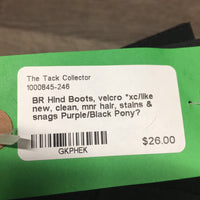 The Tack Collector
1000845-246
BR Hind Boots, velcro *xc/like
new, clean, mnr hair, stains &
snags Purple/Black Pony?
$26.00
GKPHEK